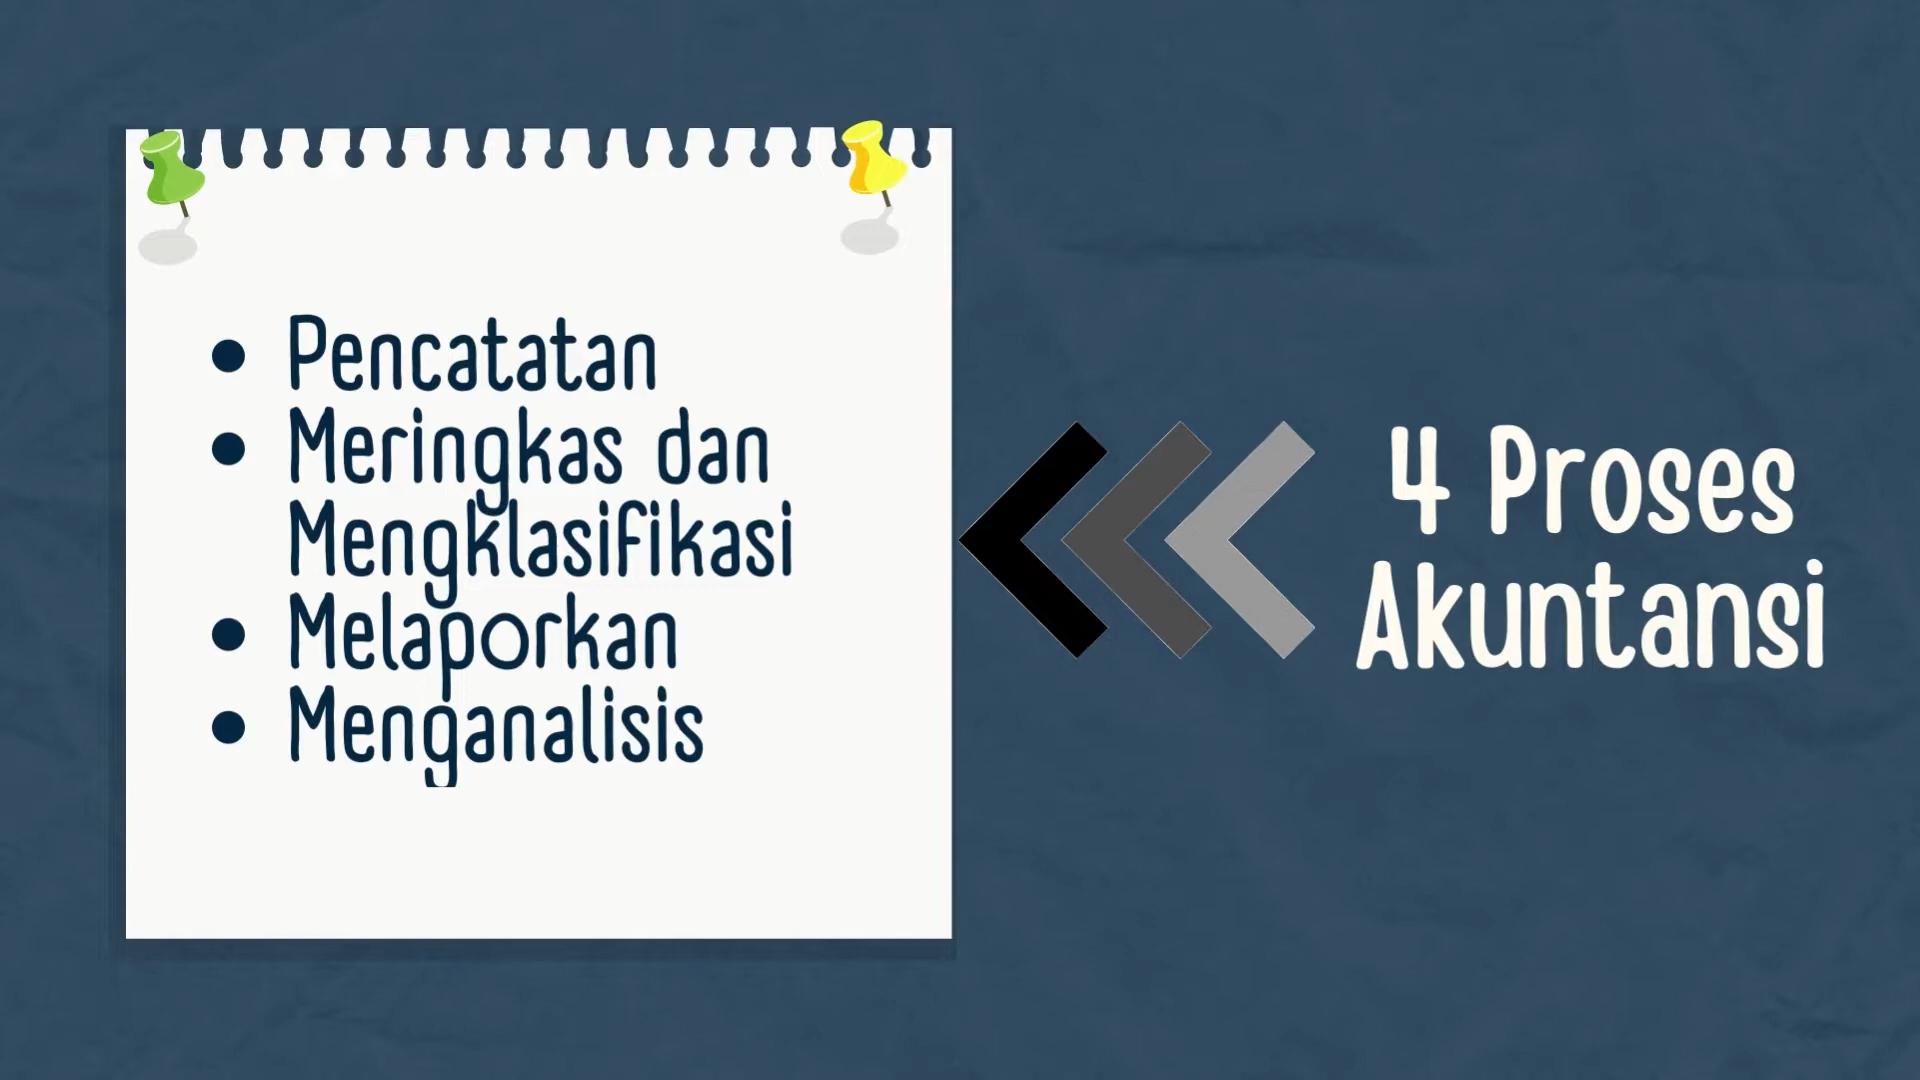 • Pencatatan
• Meringkas dan
Mengklasifikasi
• Melaporkan
• Menganalisis
4 Proses
Akuntansi